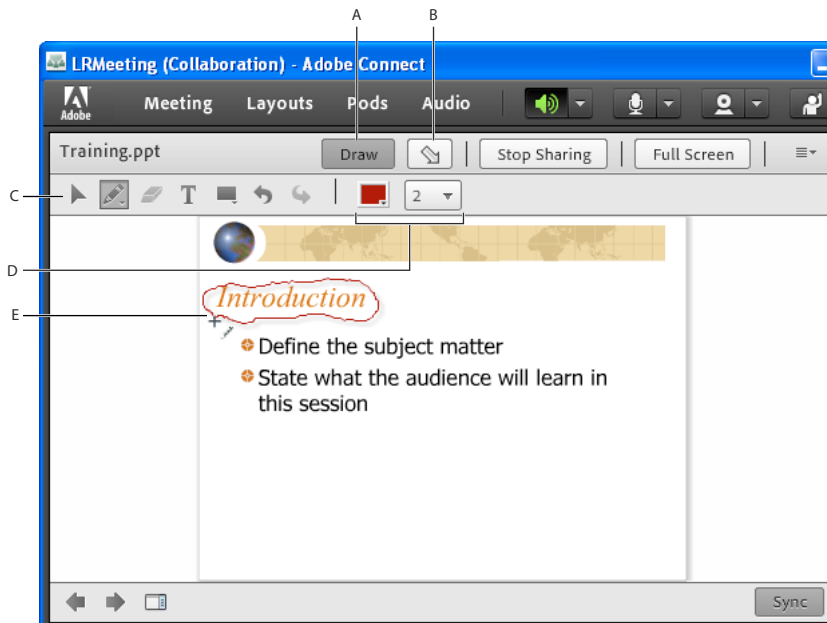 A
B
LRMeeting (Collaboration) - Adobe Connect
Adobe
Meeting Layouts Pods Audio
Training.ppt
Draw
Stop Sharing
Full Screen
C
T
2
D
E
Introduction
Define the subject matter
State what the audience will learn in
this session
Sync